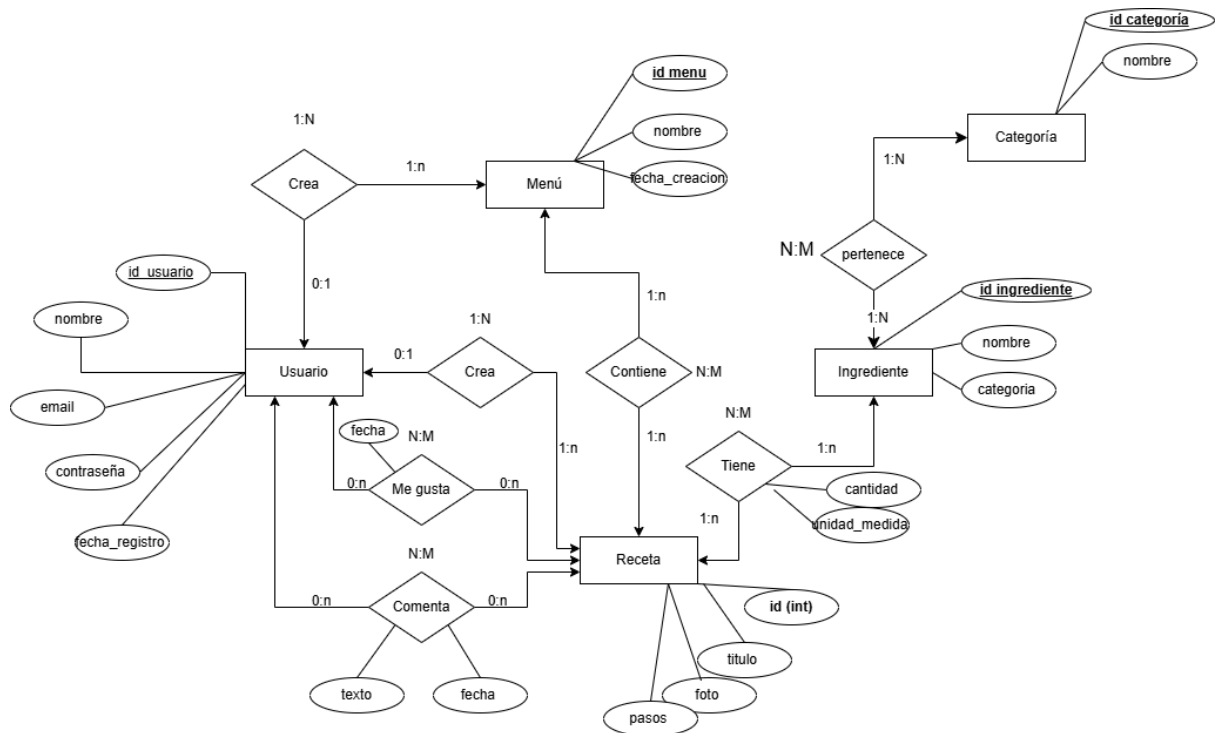 id categoría
nombre
id menu
1:N
nombre
Categoría
1:n
1:N
Crea
Menú
fecha_creacion
N:M
pertenece
id_usuario
0:1
1:n
id ingrediente
nombre
1:N
1:N
nombre
0:1
Usuario
Crea
Contiene
N:M
Ingrediente
categoria
email
fecha
N:M
N:M
1:n
1:n
1:n
contraseña
Tiene
0:n
Me gusta
0:n
cantidad
1:n
unidad_medida
fecha_registro
N:M
Receta
0:n
Comenta
0:n
id (int)
titulo
texto
fecha
foto
pasos